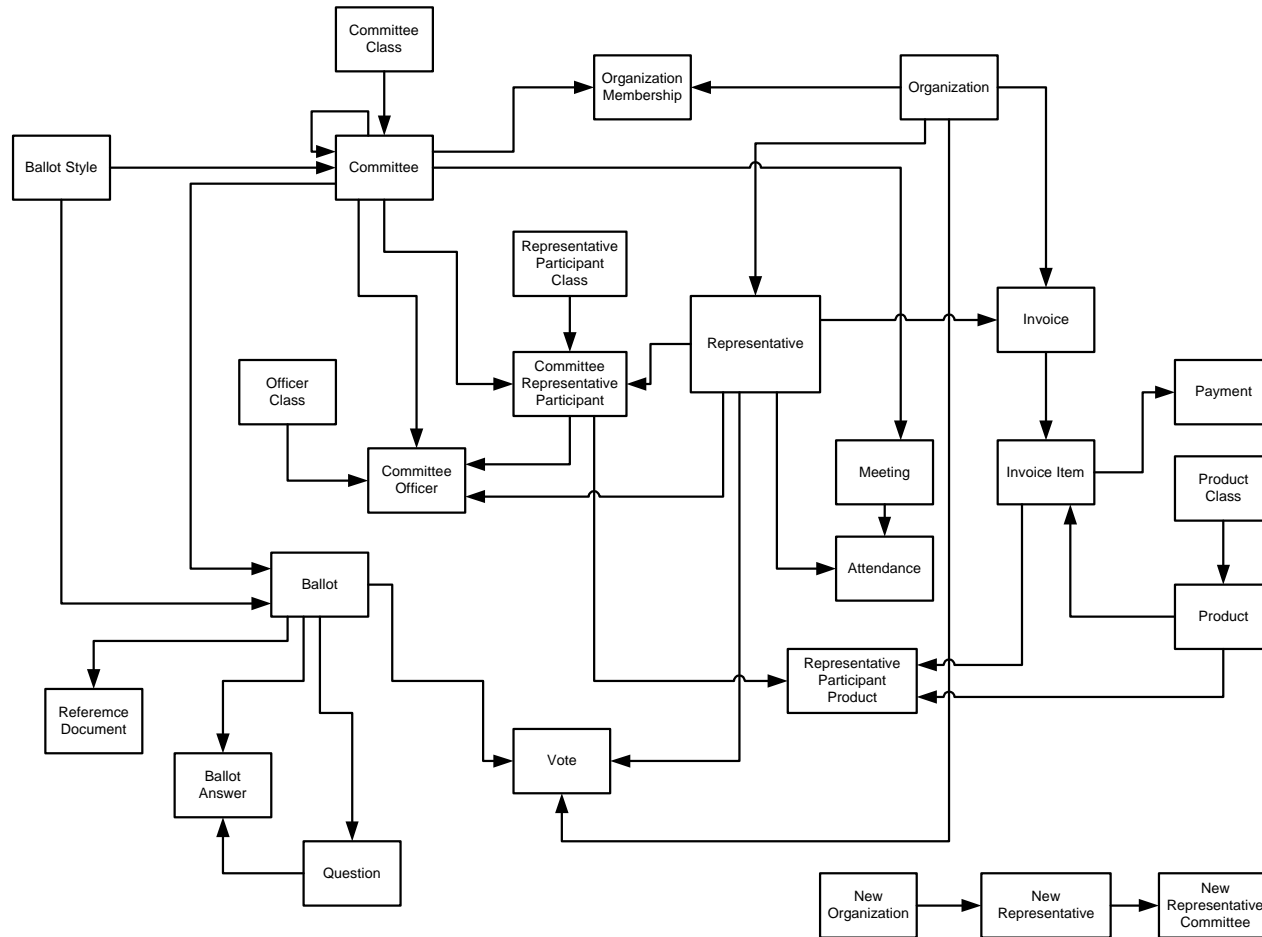 Committee
Class
Organization
Membership
Organization
Ballot Style
Committee
Representative
Participant
Class
Representative
Invoice
Committee
Representative
Participant
Officer
Class
Payment
Committee
Officer
Meeting
Invoice Item
Product
Class
Attendance
Ballot
Product
Representative
Participant
Product
Referemce
Document
Vote
Ballot
Answer
Question
New
Organization
New
Representative
New
Representative
Committee